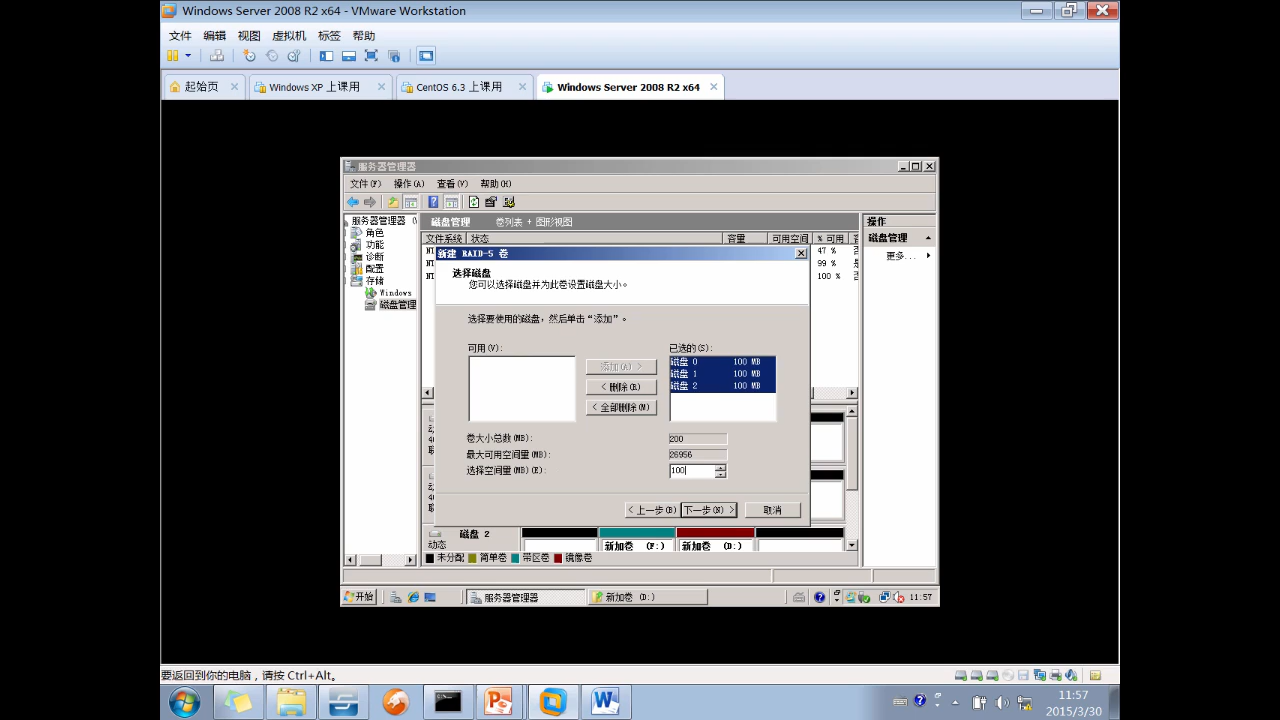 Windows Server 2008 R2 x64 - VMware Workstation
文件 编辑 视图 虚拟机 标签 帮助
起始页 Windows XP 上课用 CentOS 6.3 上课用 Windows Server 2008 R2 x64
服务器管理器
文件(F) 操作(A) 查看(V) 帮助(H)
服务器管理器
角色
功能
诊断
配置
存储
Windows
磁盘管理
磁盘管理 卷列表 + 图形视图
文件系统 状态 容量 可用空间 % 可用
47 %
99 %
100 %
操作
磁盘管理
更多...
新建 RAID-5 卷
选择磁盘
您可以选择磁盘并为此卷设置磁盘大小。
选择要使用的磁盘，然后单击“添加”。
可用(V):
已选的(S):
添加(A) >
< 删除(R)
< 全部删除(M)
磁盘 0 100 MB
磁盘 1 100 MB
磁盘 2 100 MB
卷大小总数(MB): 200
最大可用空间量(MB): 26956
选择空间量(MB)(E): 100
< 上一步(B) 下一步(N) > 取消
磁盘 2
动态
新加卷 (F:) 新加卷 (D:)
未分配 简单卷 带区卷 镜像卷
开始 服务器管理器 新加卷 (D:) 11:57
要返回到你的电脑，请按 Ctrl+Alt。
11:57
2015/3/30